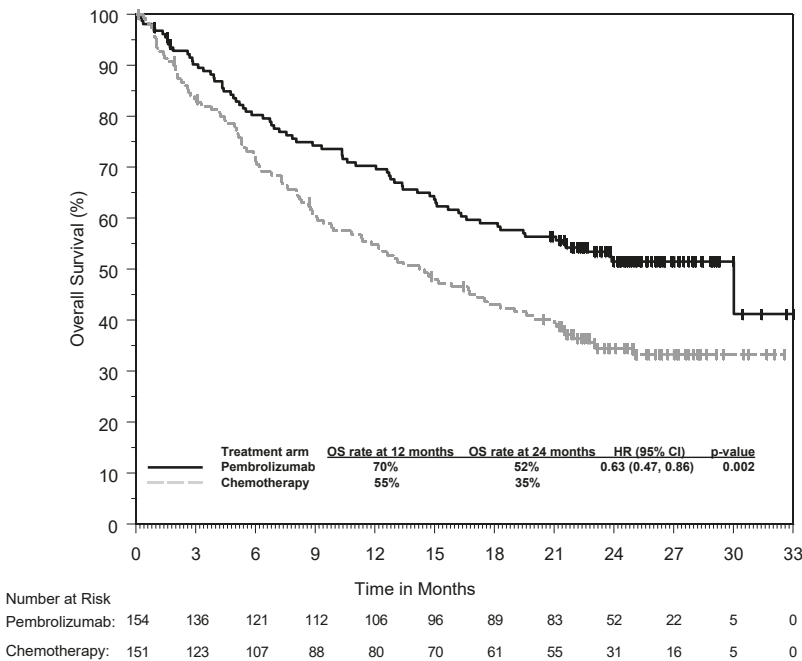 100
90
80
70
60
50
40
30
20
10
0
Overall Survival (%)
Treatment arm OS rate at 12 months OS rate at 24 months HR (95% CI) p-value
Pembrolizumab 70% 52% 0.63 (0.47, 0.86) 0.002
Chemotherapy 55% 35%
0 3 6 9 12 15 18 21 24 27 30 33
Time in Months
Number at Risk
Pembrolizumab: 154 136 121 112 106 96 89 83 52 22 5 0
Chemotherapy: 151 123 107 88 80 70 61 55 31 16 5 0